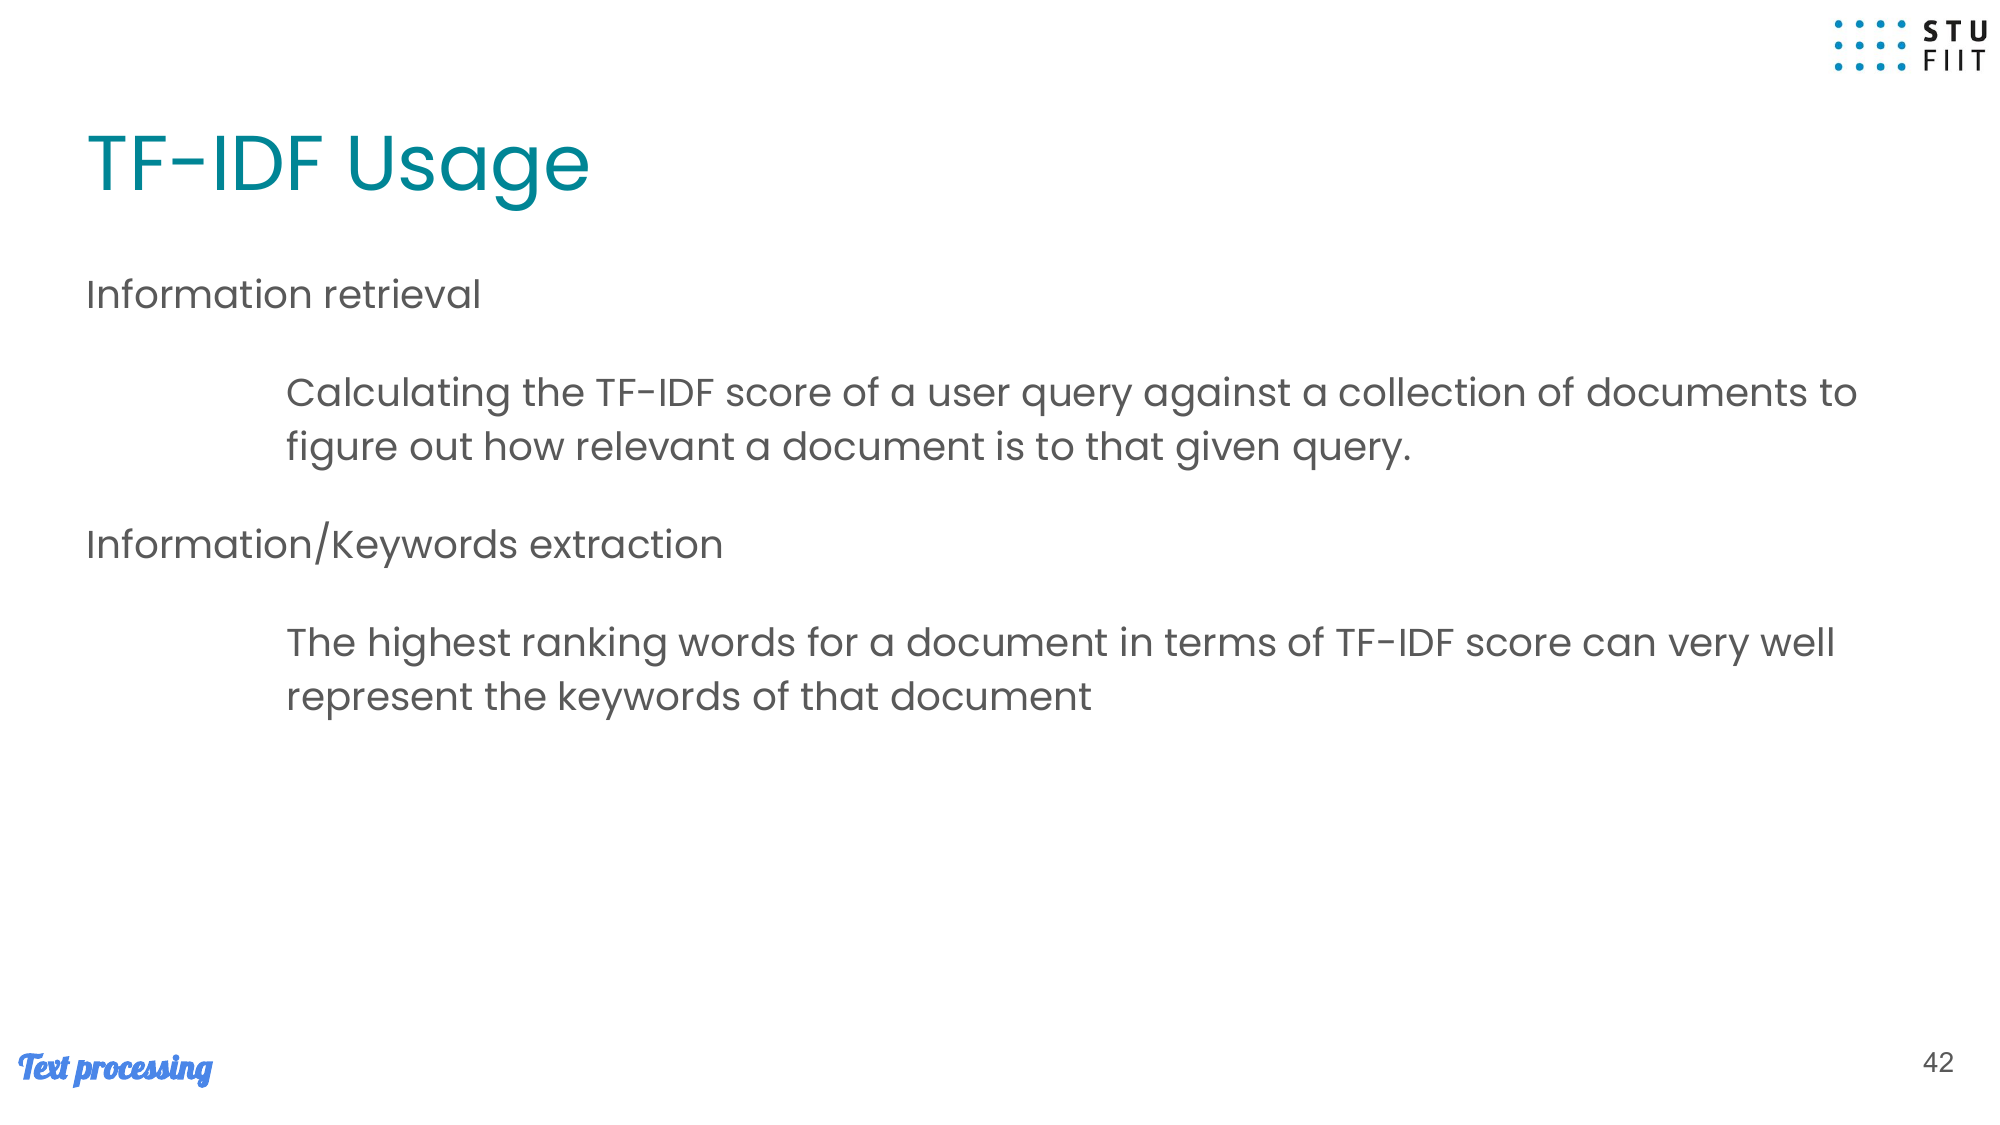 STU
FIIT
TF-IDF Usage
Information retrieval
Calculating the TF-IDF score of a user query against a collection of documents to
figure out how relevant a document is to that given query.
Information/Keywords extraction
The highest ranking words for a document in terms of TF-IDF score can very well
represent the keywords of that document
Text processing
42